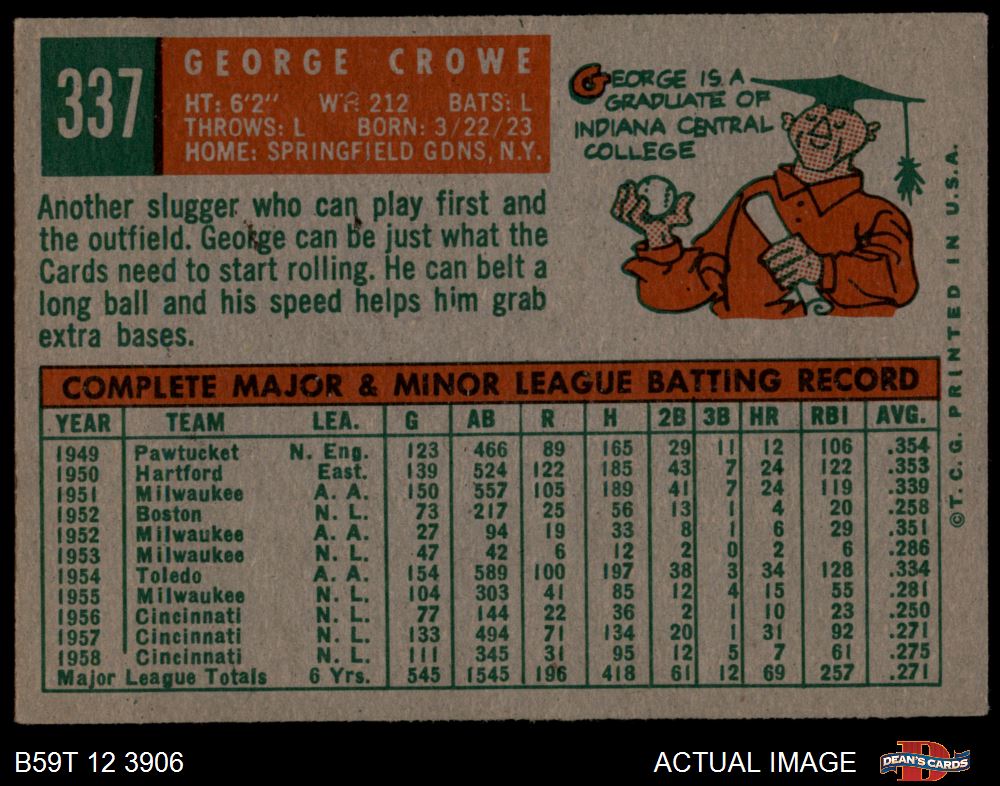 337
GEORGE CROWE
HT: 6'2" WT: 212 BATS: L
THROWS: L BORN: 3/22/23
HOME: SPRINGFIELD GDNS, N.Y.
GEORGE IS A
GRADUATE OF
INDIANA CENTRAL
COLLEGE
Another slugger who can play first and
the outfield. George can be just what the
Cards need to start rolling. He can belt a
long ball and his speed helps him grab
extra bases.
COMPLETE MAJOR & MINOR LEAGUE BATTING RECORD
YEAR TEAM LEA. G AB R H 2B 3B HR RBI AVG.
1949 Pawtucket N. Eng. 123 466 89 165 29 11 12 106 .354
1950 Hartford East. 139 524 122 185 43 7 24 122 .353
1951 Milwaukee A. A. 150 557 105 189 41 7 24 119 .339
1952 Boston N. L. 73 217 25 56 13 1 4 20 .258
1952 Milwaukee A. A. 27 94 19 33 8 1 6 29 .351
1953 Milwaukee N. L. 47 42 6 12 2 0 2 6 .286
1954 Toledo A. A. 154 589 100 197 38 3 34 128 .334
1955 Milwaukee N. L. 104 303 41 85 12 4 15 55 .281
1956 Cincinnati N. L. 77 144 22 36 2 1 10 23 .250
1957 Cincinnati N. L. 133 494 71 134 20 1 31 92 .271
1958 Cincinnati N. L. 111 345 31 95 12 5 7 61 .275
Major League Totals 6 Yrs. 545 1545 196 418 61 12 69 257 .271
©T.C.G. PRINTED IN U.S.A.
B59T 12 3906
ACTUAL IMAGE
D
DEAN'S CARDS